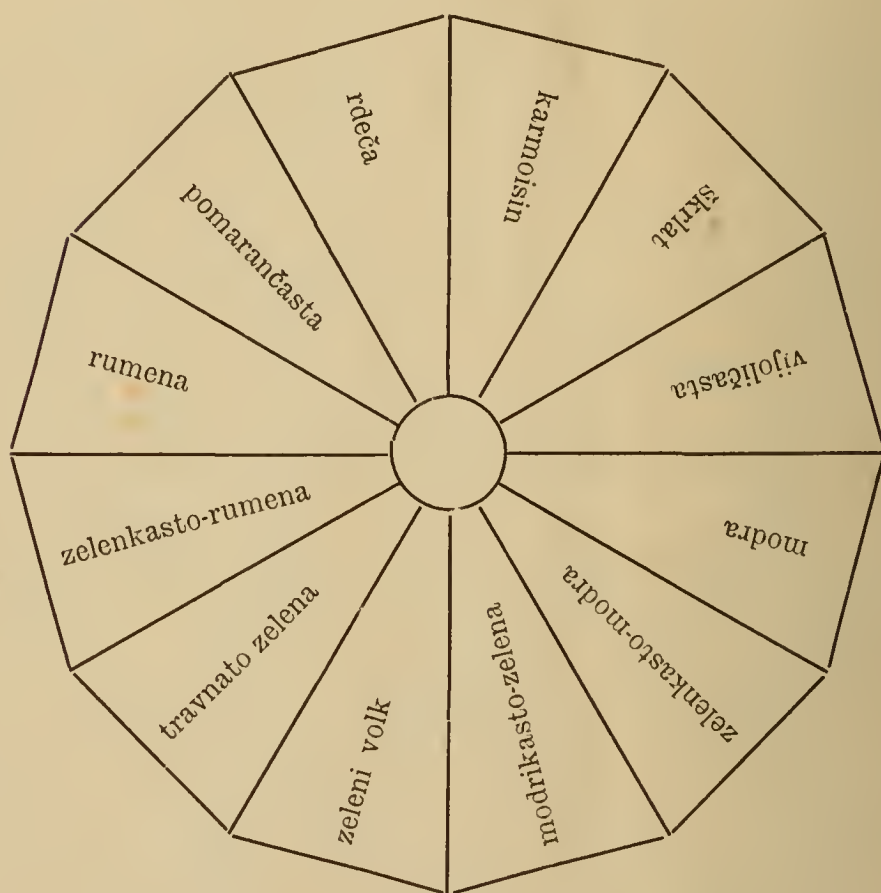 rdeča
karmoisin
škrlat
vijoličasta
modra
zelenkasto-modra
modrikasto-zelena
zeleni volk
travnato zelena
zelenkasto-rumena
rumena
pomarančasta